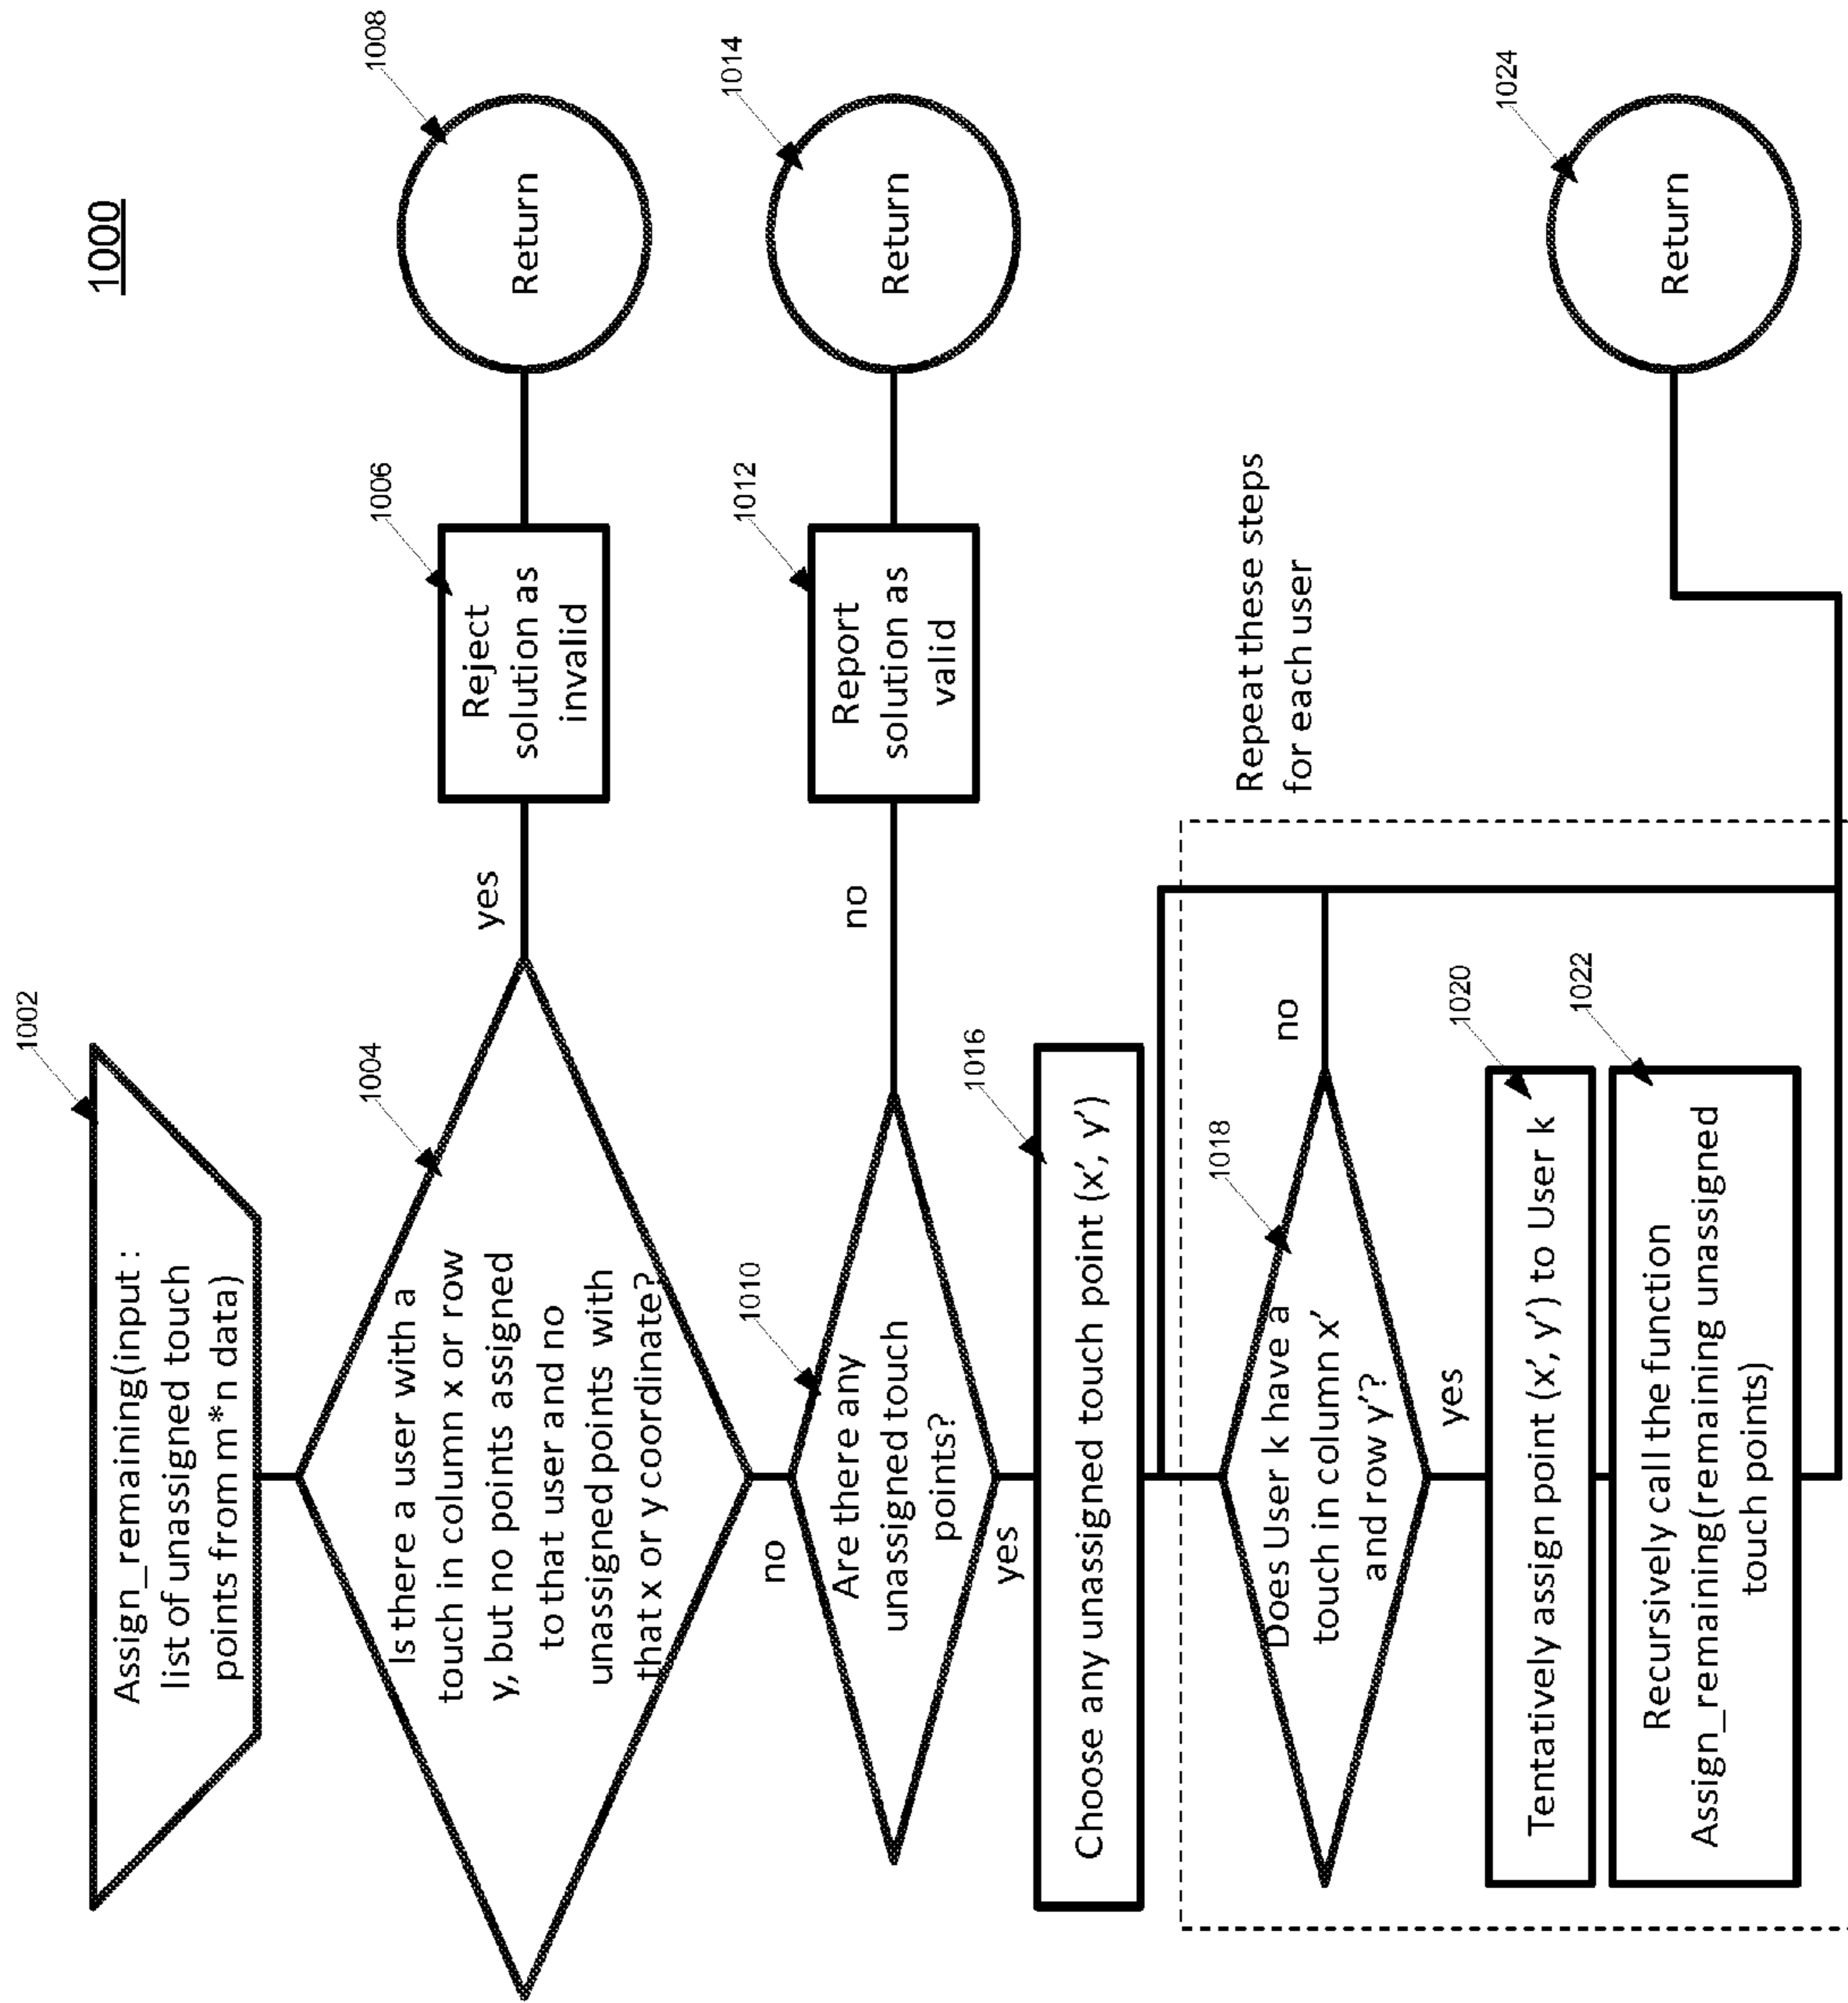 1000
1002
Assign_remaining(input :
list of unassigned touch
points from m*n data)
1004
Is there a user with a
touch in column x or row
y, but no points assigned
to that user and no
unassigned points with
that x or y coordinate?
yes
1006
Reject
solution as
invalid
1008
Return
no
1010
Are there any
unassigned touch
points?
no
1012
Report
solution as
valid
1014
Return
yes
1016
Choose any unassigned touch point (x’, y’)
Repeat these steps
for each user
1018
Does User k have a
touch in column x’
and row y’?
no
yes
1020
Tentatively assign point (x’, y’) to User k
1022
Recursively call the function
Assign_remaining(remaining unassigned
touch points)
1024
Return